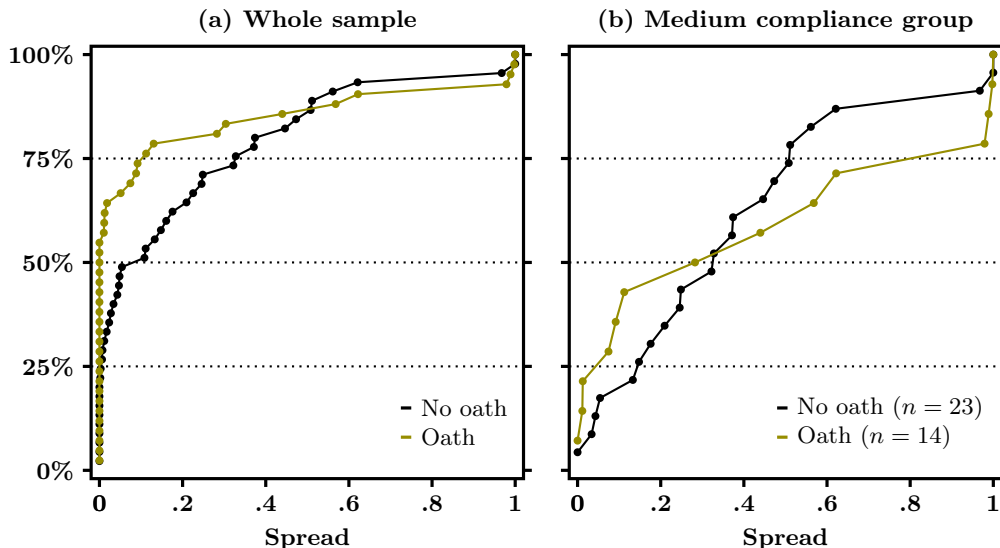 (a) Whole sample
(b) Medium compliance group
100%
75%
50%
25%
0%
No oath
Oath
No oath (n = 23)
Oath (n = 14)
0 .2 .4 .6 .8 1
0 .2 .4 .6 .8 1
Spread
Spread